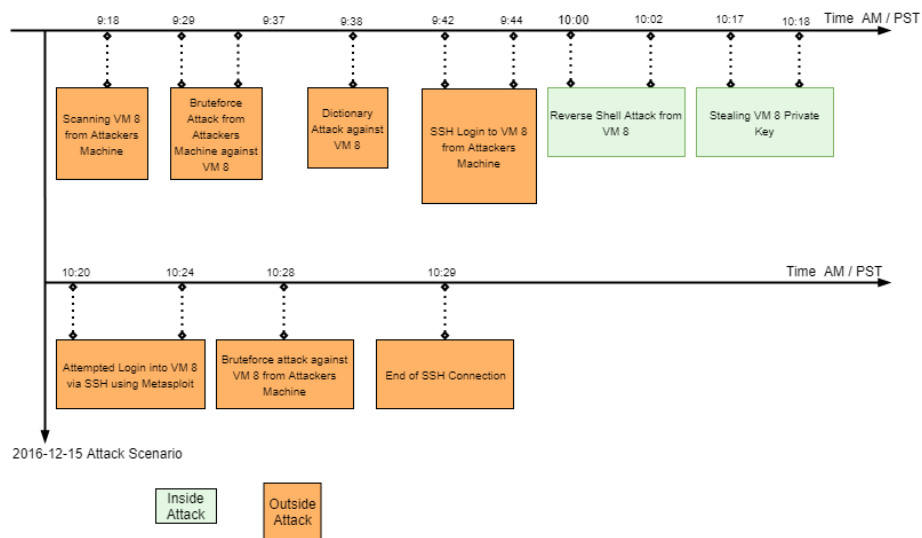 9:18 9:29 9:37 9:38 9:42 9:44 10:00 10:02 10:17 10:18 Time AM / PST
Scanning VM 8
from Attackers
Machine
Bruteforce
Attack from
Attackers
Machine against
VM 8
Dictionary
Attack against
VM 8
SSH Login to VM 8
from Attackers
Machine
Reverse Shell Attack from
VM 8
Stealing VM 8 Private
Key
10:20 10:24 10:28 10:29 Time AM / PST
Attempted Login into VM 8
via SSH using Metasploit
Bruteforce attack against
VM 8 from Attackers
Machine
End of SSH Connection
2016-12-15 Attack Scenario
Inside
Attack
Outside
Attack